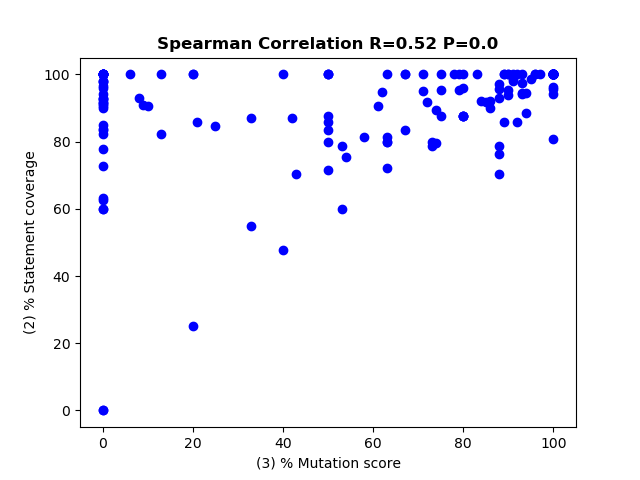 Spearman Correlation R=0.52 P=0.0
100
80
60
40
20
0
(2) % Statement coverage
0 20 40 60 80 100
(3) % Mutation score